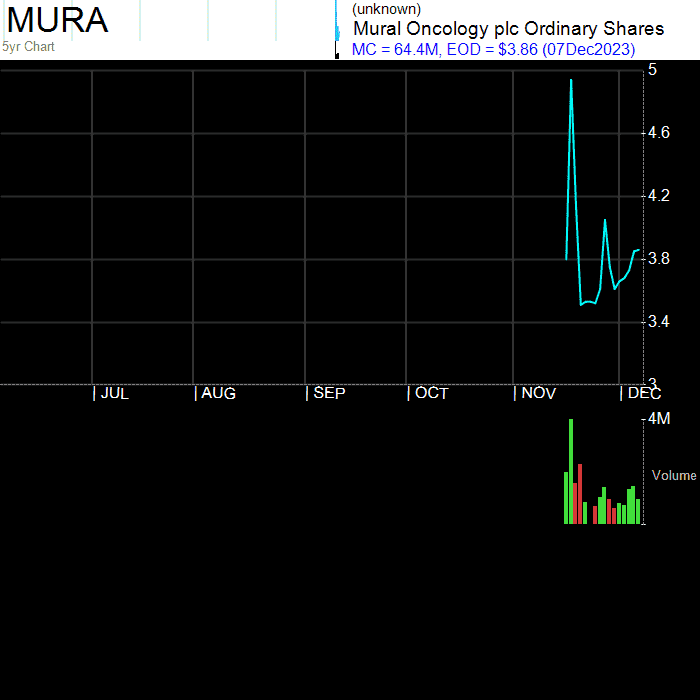 MURA
5yr Chart
(unknown)
Mural Oncology plc Ordinary Shares
MC = 64.4M, EOD = $3.86 (07Dec2023)
5
4.6
4.2
3.8
3.4
3
| JUL | AUG | SEP | OCT | NOV | DEC
4M
Volume